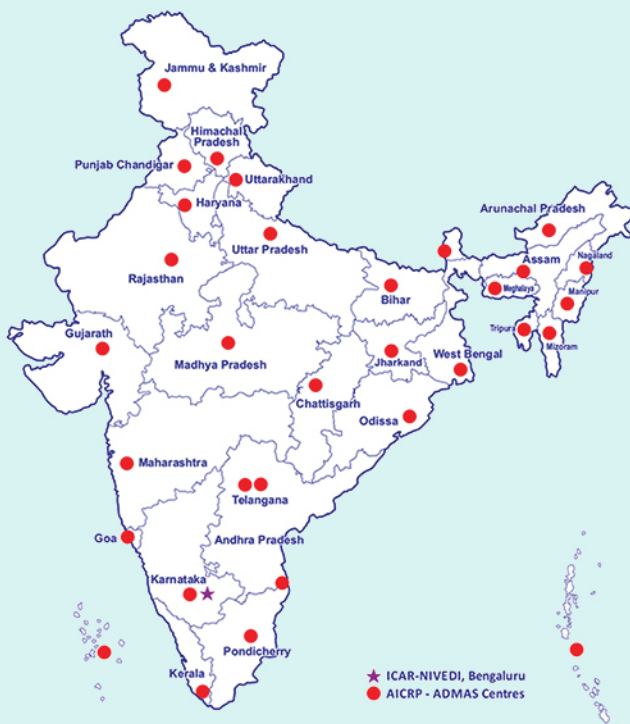 Jammu & Kashmir
Himachal
Pradesh
Punjab Chandigar
Uttarakhand
Haryana
Arunachal Pradesh
Uttar Pradesh
Assam
Nagaland
Rajasthan
Bihar
Meghalaya
Manipur
Gujarath
Tripura
Mizoram
Madhya Pradesh
Jharkand
West Bengal
Chattisgarh
Odissa
Maharashtra
Telangana
Goa
Andhra Pradesh
Karnataka
Pondicherry
Kerala
ICAR-NIVEDI, Bengaluru
AICRP - ADMAS Centres